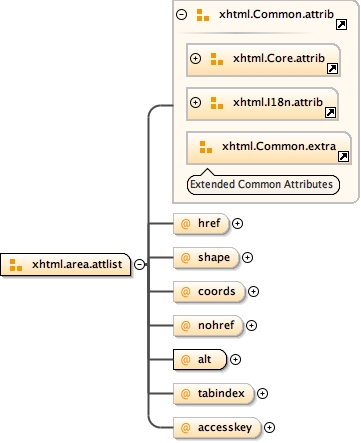 xhtml.Common.attrib
xhtml.Core.attrib
xhtml.I18n.attrib
xhtml.Common.extra
Extended Common Attributes
@ href
@ shape
xhtml.area.attlist
@ coords
@ nohref
@ alt
@ tabindex
@ accesskey